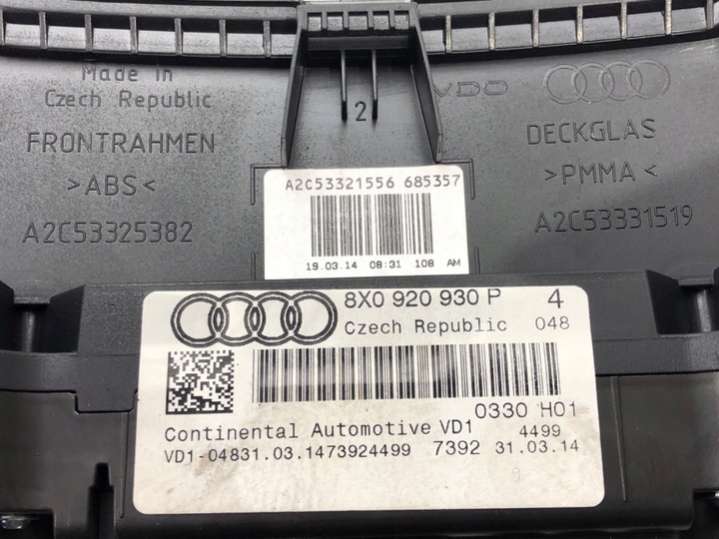 Made in
Czech Republic
FRONTRAHMEN
>ABS<
A2C53325382
2
VDO
DECKGLAS
>PMMA<
A2C53331519
A2C53321556 685357
19.03.14 08:31 108 AM
8X0 920 930 P 4
Czech Republic 048
0330 H01
Continental Automotive VD1 4499
VD1-04831.03.1473924499 7392 31.03.14